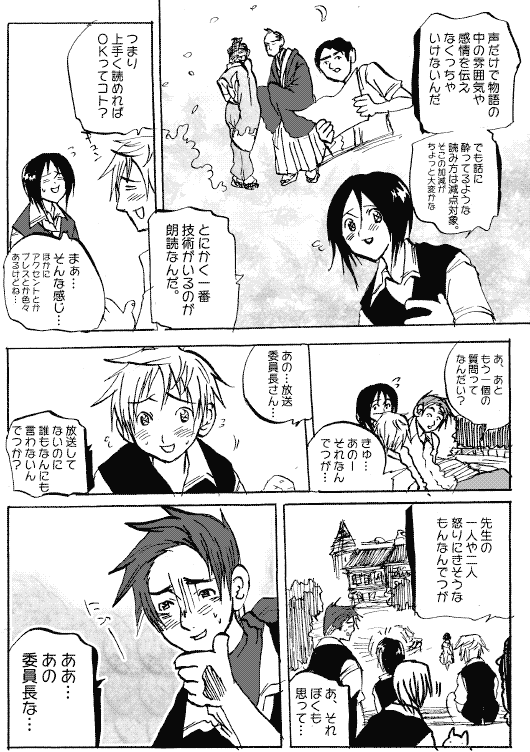 声だけで物語の
中の雰囲気や
感情を伝え
なくっちゃ
いけないんだ
でも話に
酔ってるような
読み方は減点対象。
そこの加減が
ちょっと大変かな
つまり
上手く読めれば
OKってコト?
とにかく一番
技術がいるのが
朗読なんだ。
まあ…
そんな感じ…
ほかに
アクセントとか
ブレスとか色々
あるけどね…
あ、あと
もう一個の
質問って
なんだい?
きゅ…
あのー
それなん
でつが…
あの…放送
委員長さん…
放送して
ないのに
誰もなんにも
言わないん
でつか?
先生の
一人や二人
怒りにきそうな
もんなんでつが
あ、それ
ぼくも
思って…
ああ…
あの
委員長な…